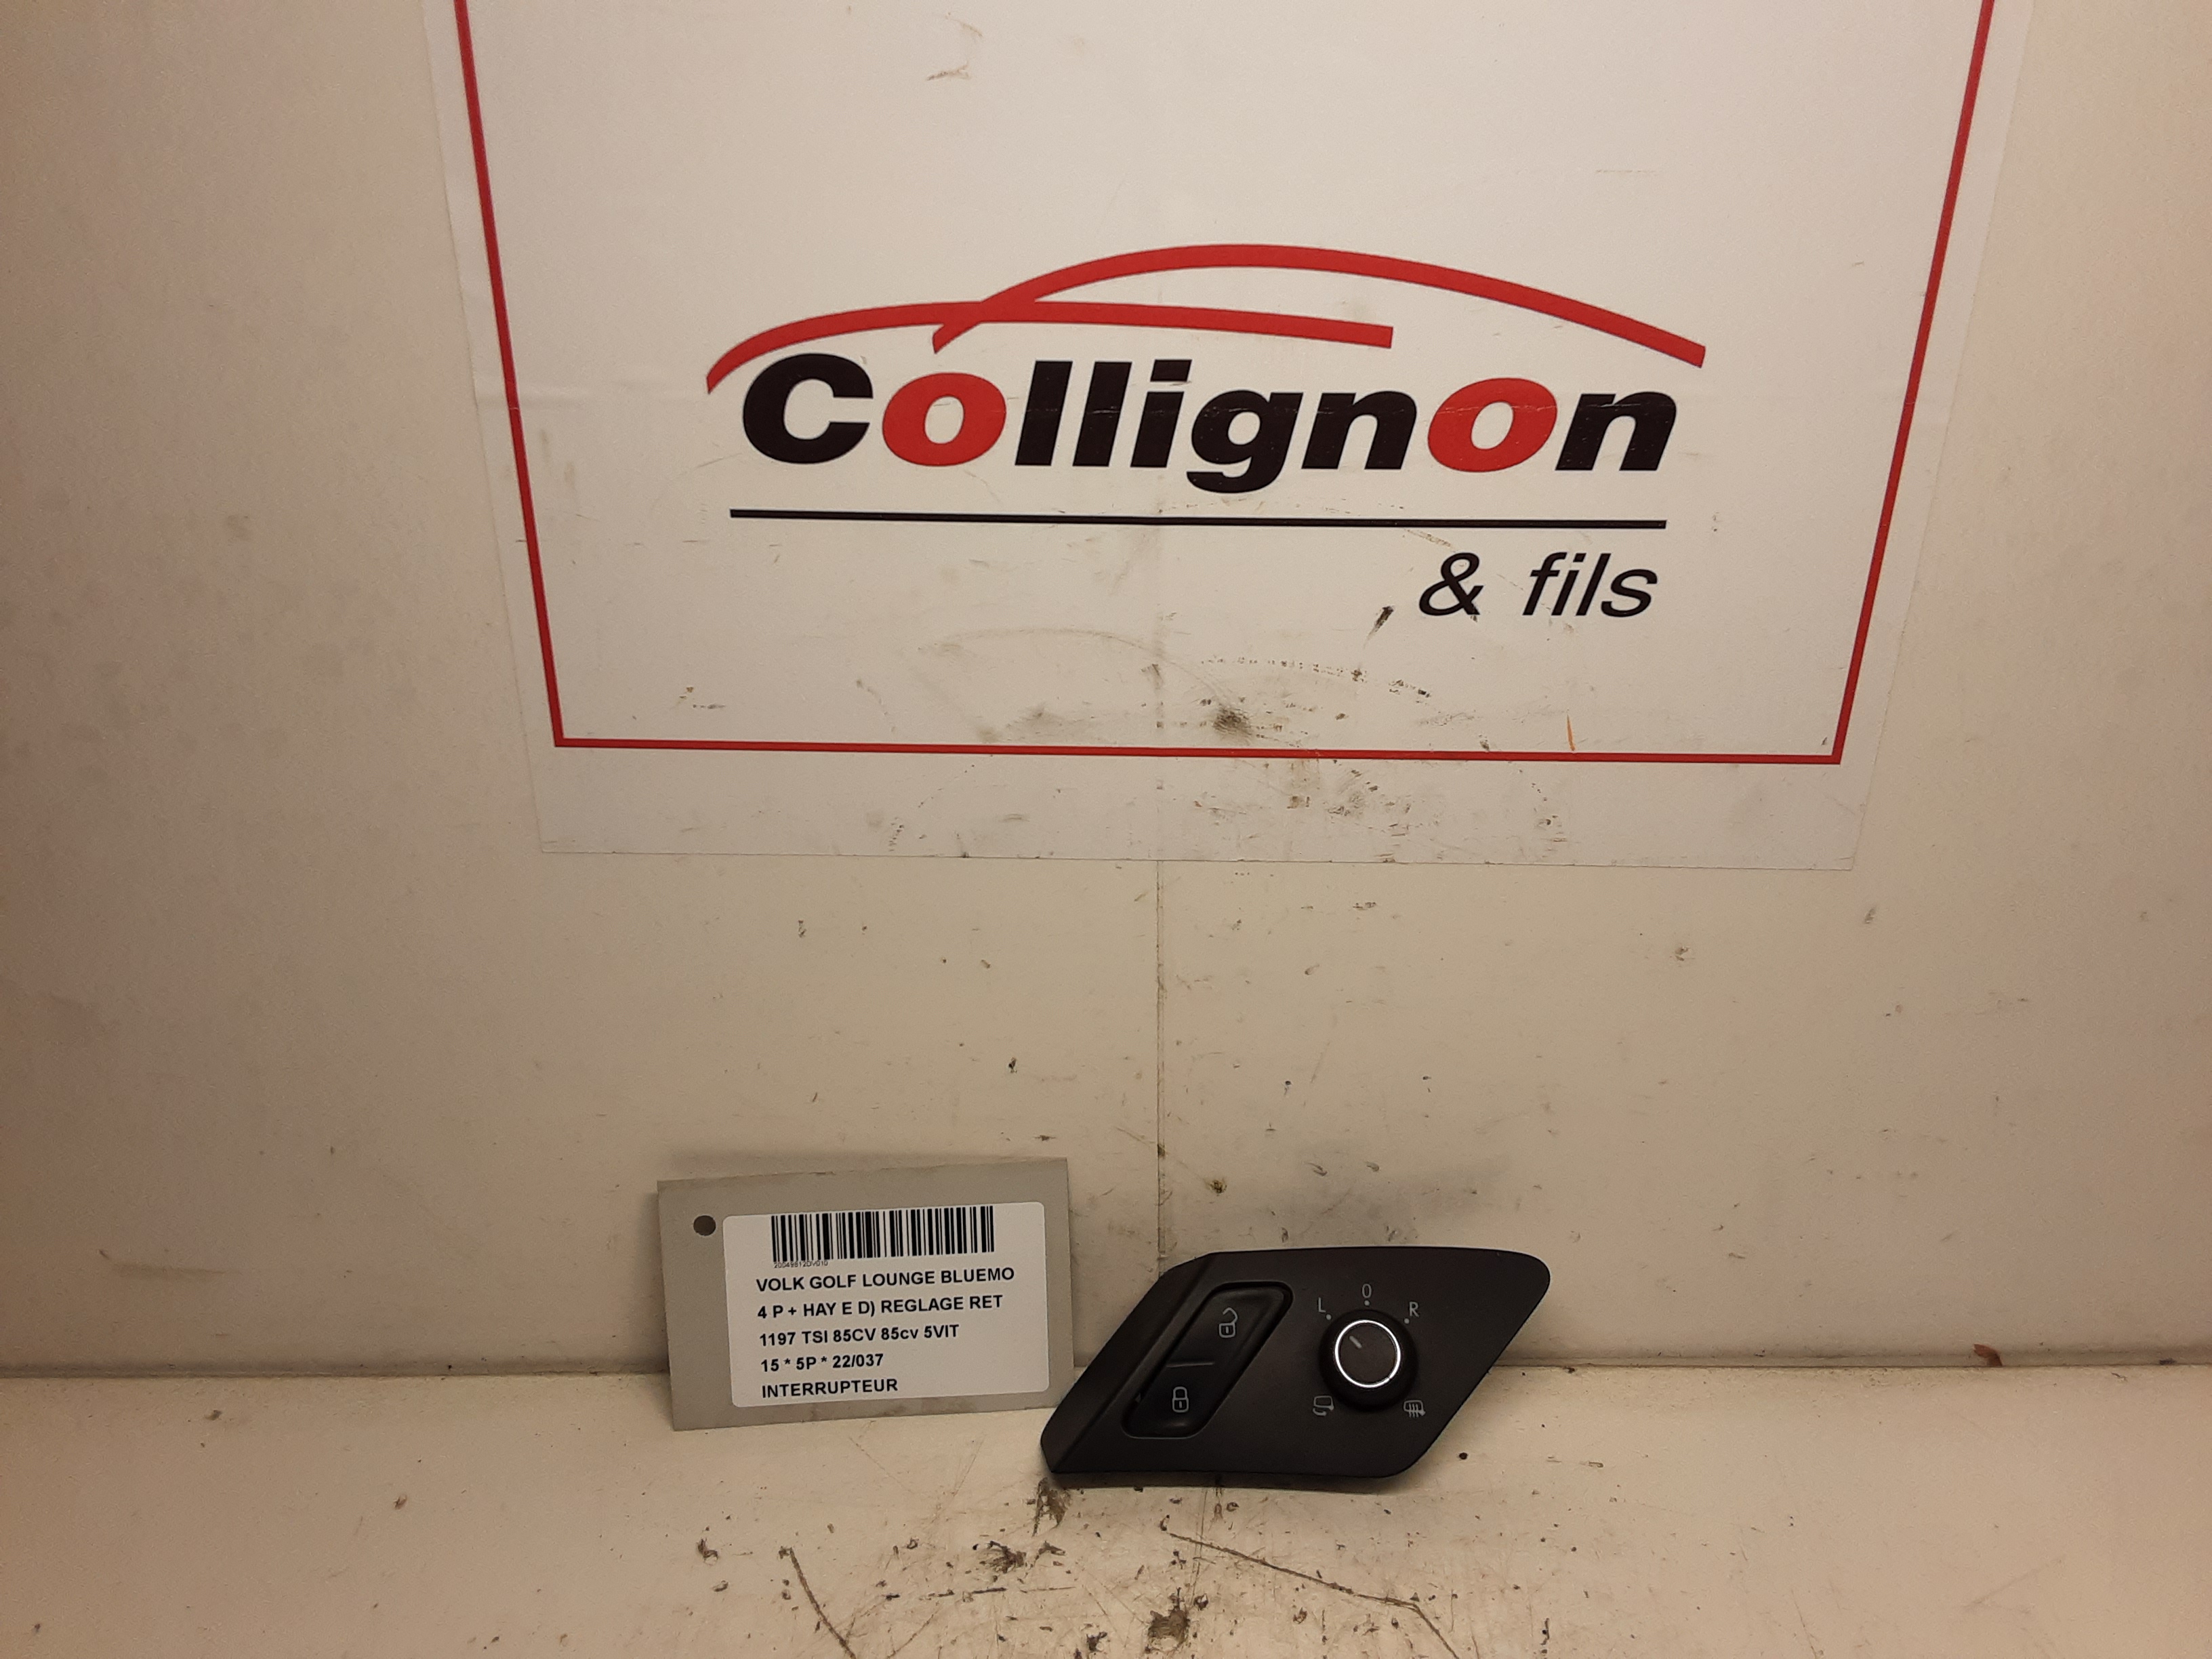 Collignon
& fils
20049812DV010
VOLK GOLF LOUNGE BLUEMO
4 P + HAY E D) REGLAGE RET
1197 TSI 85CV 85cv 5VIT
15 * 5P * 22/037
INTERRUPTEUR
L 0 R